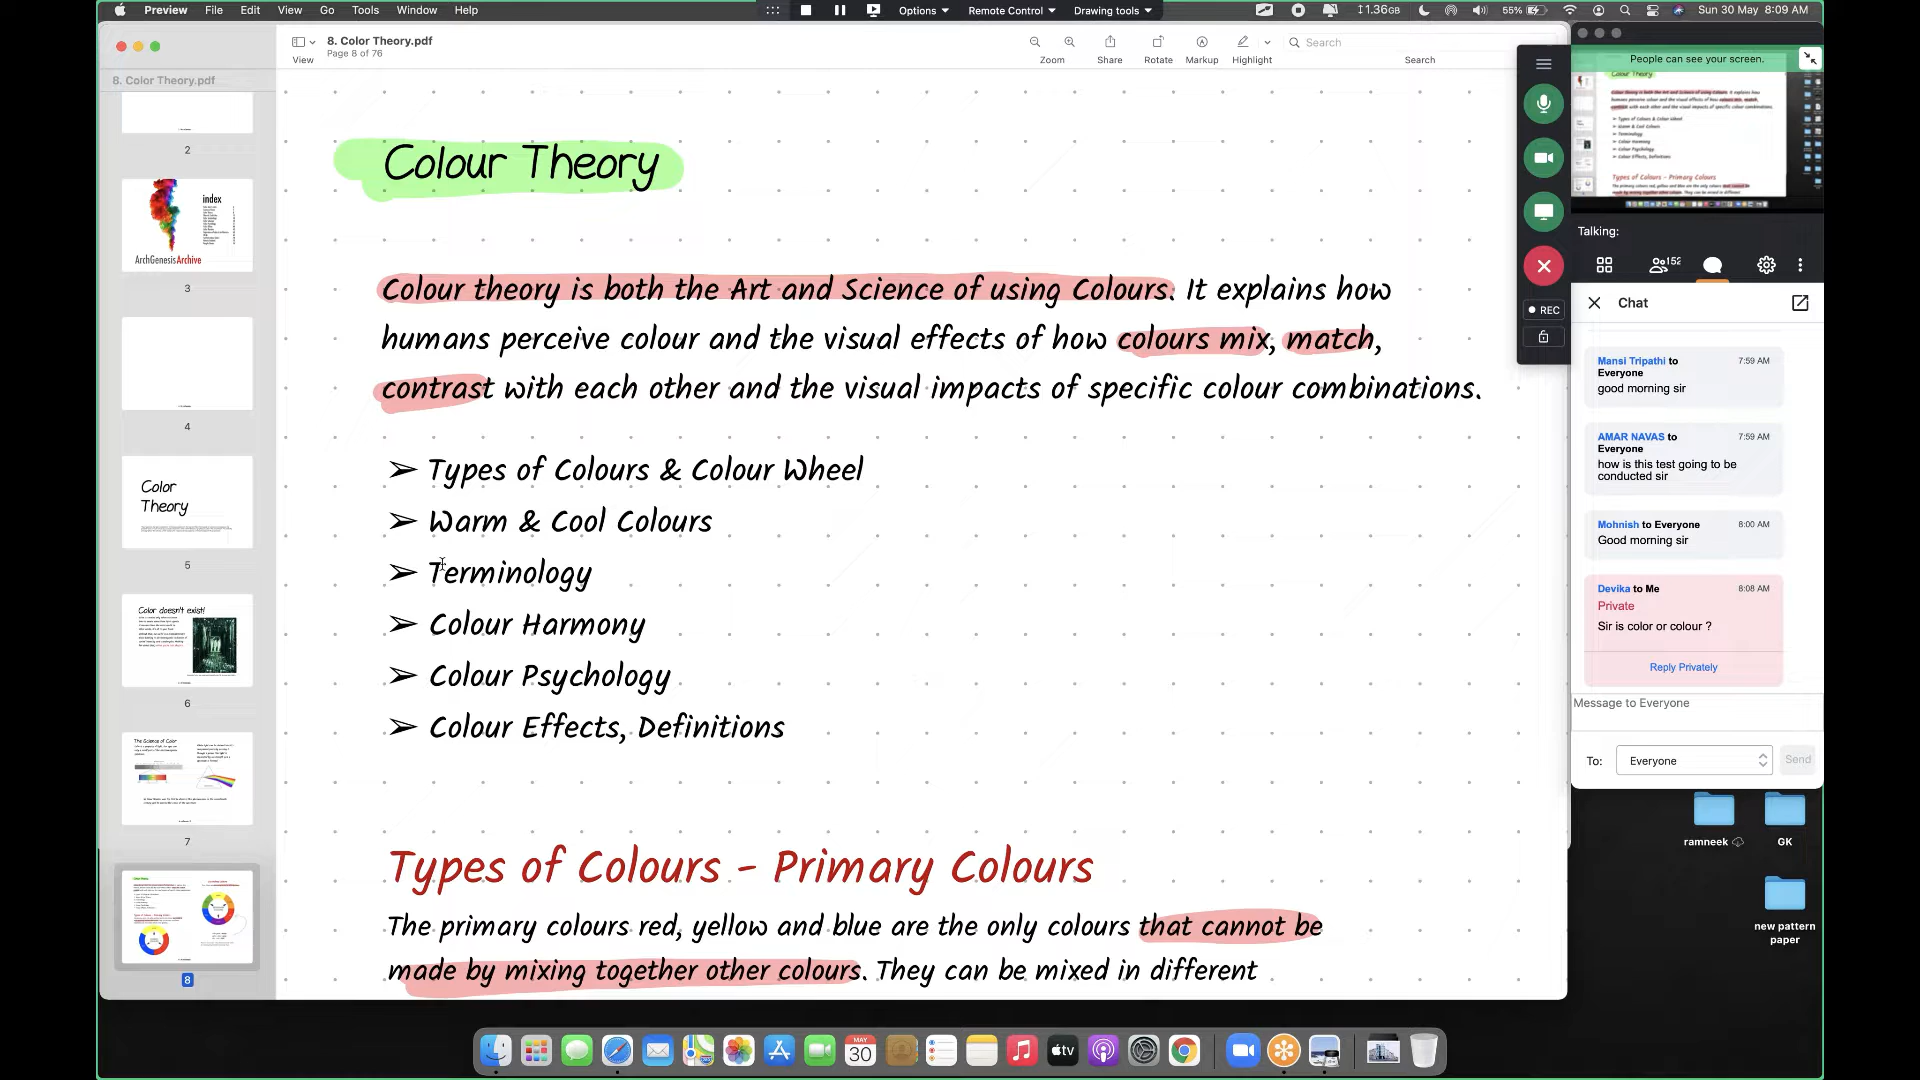 Preview File Edit View Go Tools Window Help
Options Remote Control Drawing tools
1.36GB 55% Sun 30 May 8:09 AM
8. Color Theory.pdf
Page 8 of 76
View
Zoom Share Rotate Markup Highlight Search
Search
8. Color Theory.pdf
2
index
ArchGenesisArchive
3
4
Color
Theory
5
Color doesn't exist!
6
The Science of Color
7
8
Colour Theory
Colour theory is both the Art and Science of using Colours. It explains how
humans perceive colour and the visual effects of how colours mix, match,
contrast with each other and the visual impacts of specific colour combinations.
➢ Types of Colours & Colour Wheel
➢ Warm & Cool Colours
➢ Terminology
➢ Colour Harmony
➢ Colour Psychology
➢ Colour Effects, Definitions
Types of Colours - Primary Colours
The primary colours red, yellow and blue are the only colours that cannot be
made by mixing together other colours. They can be mixed in different
People can see your screen.
Talking:
152
REC
Chat
Mansi Tripathi to
Everyone
7:59 AM
good morning sir
AMAR NAVAS to
Everyone
7:59 AM
how is this test going to be
conducted sir
Mohnish to Everyone 8:00 AM
Good morning sir
Devika to Me 8:08 AM
Private
Sir is color or colour ?
Reply Privately
Message to Everyone
To: Everyone Send
ramneek
GK
new pattern
paper
MAY
30
tv